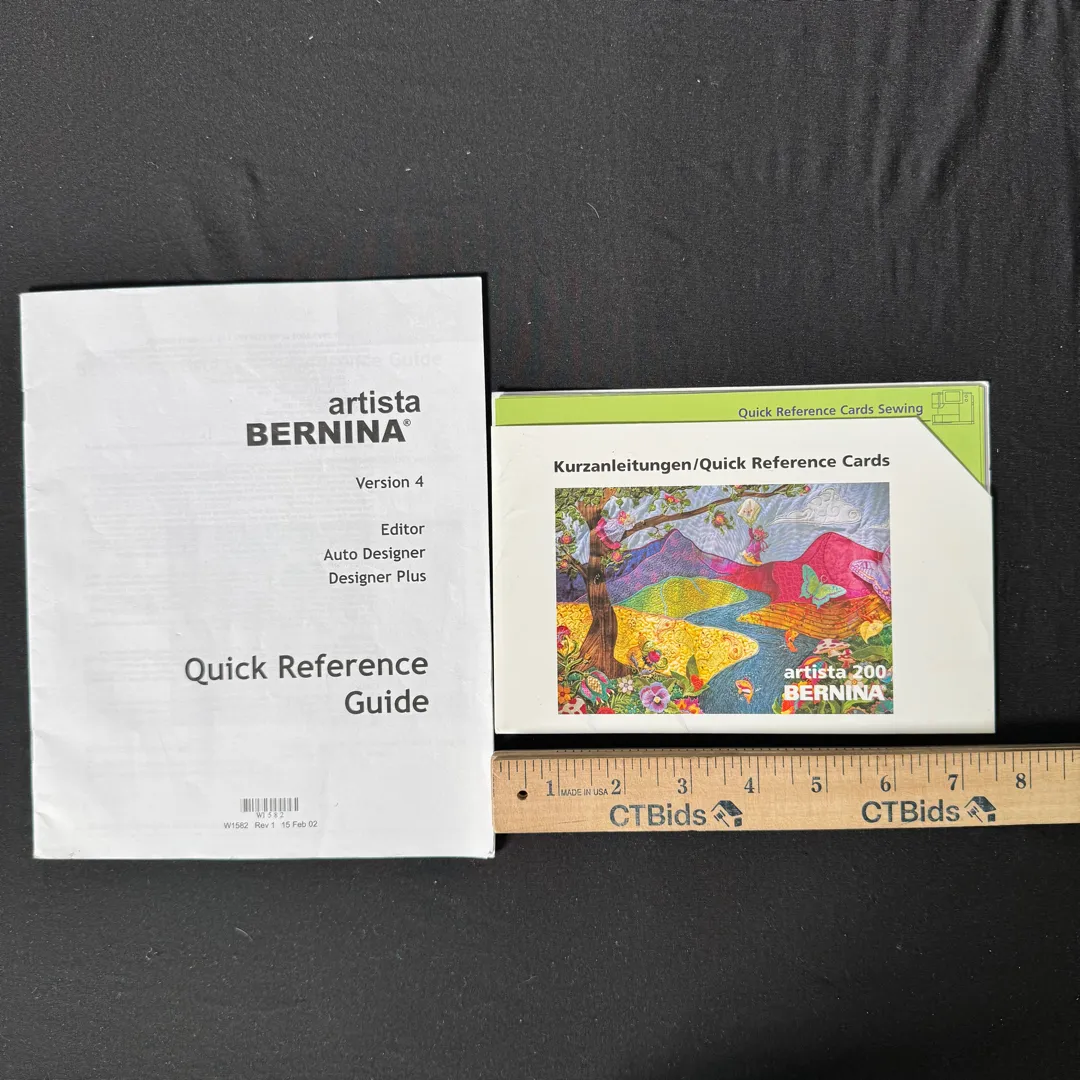 artista
BERNINA®
Version 4
Editor
Auto Designer
Designer Plus
Quick Reference
Guide
W1582
W1582 Rev 1 15 Feb 02
Quick Reference Cards Sewing
Kurzanleitungen/Quick Reference Cards
artista 200
BERNINA
1 2 3 4 5 6 7 8
MADE IN USA
CTBids CTBids